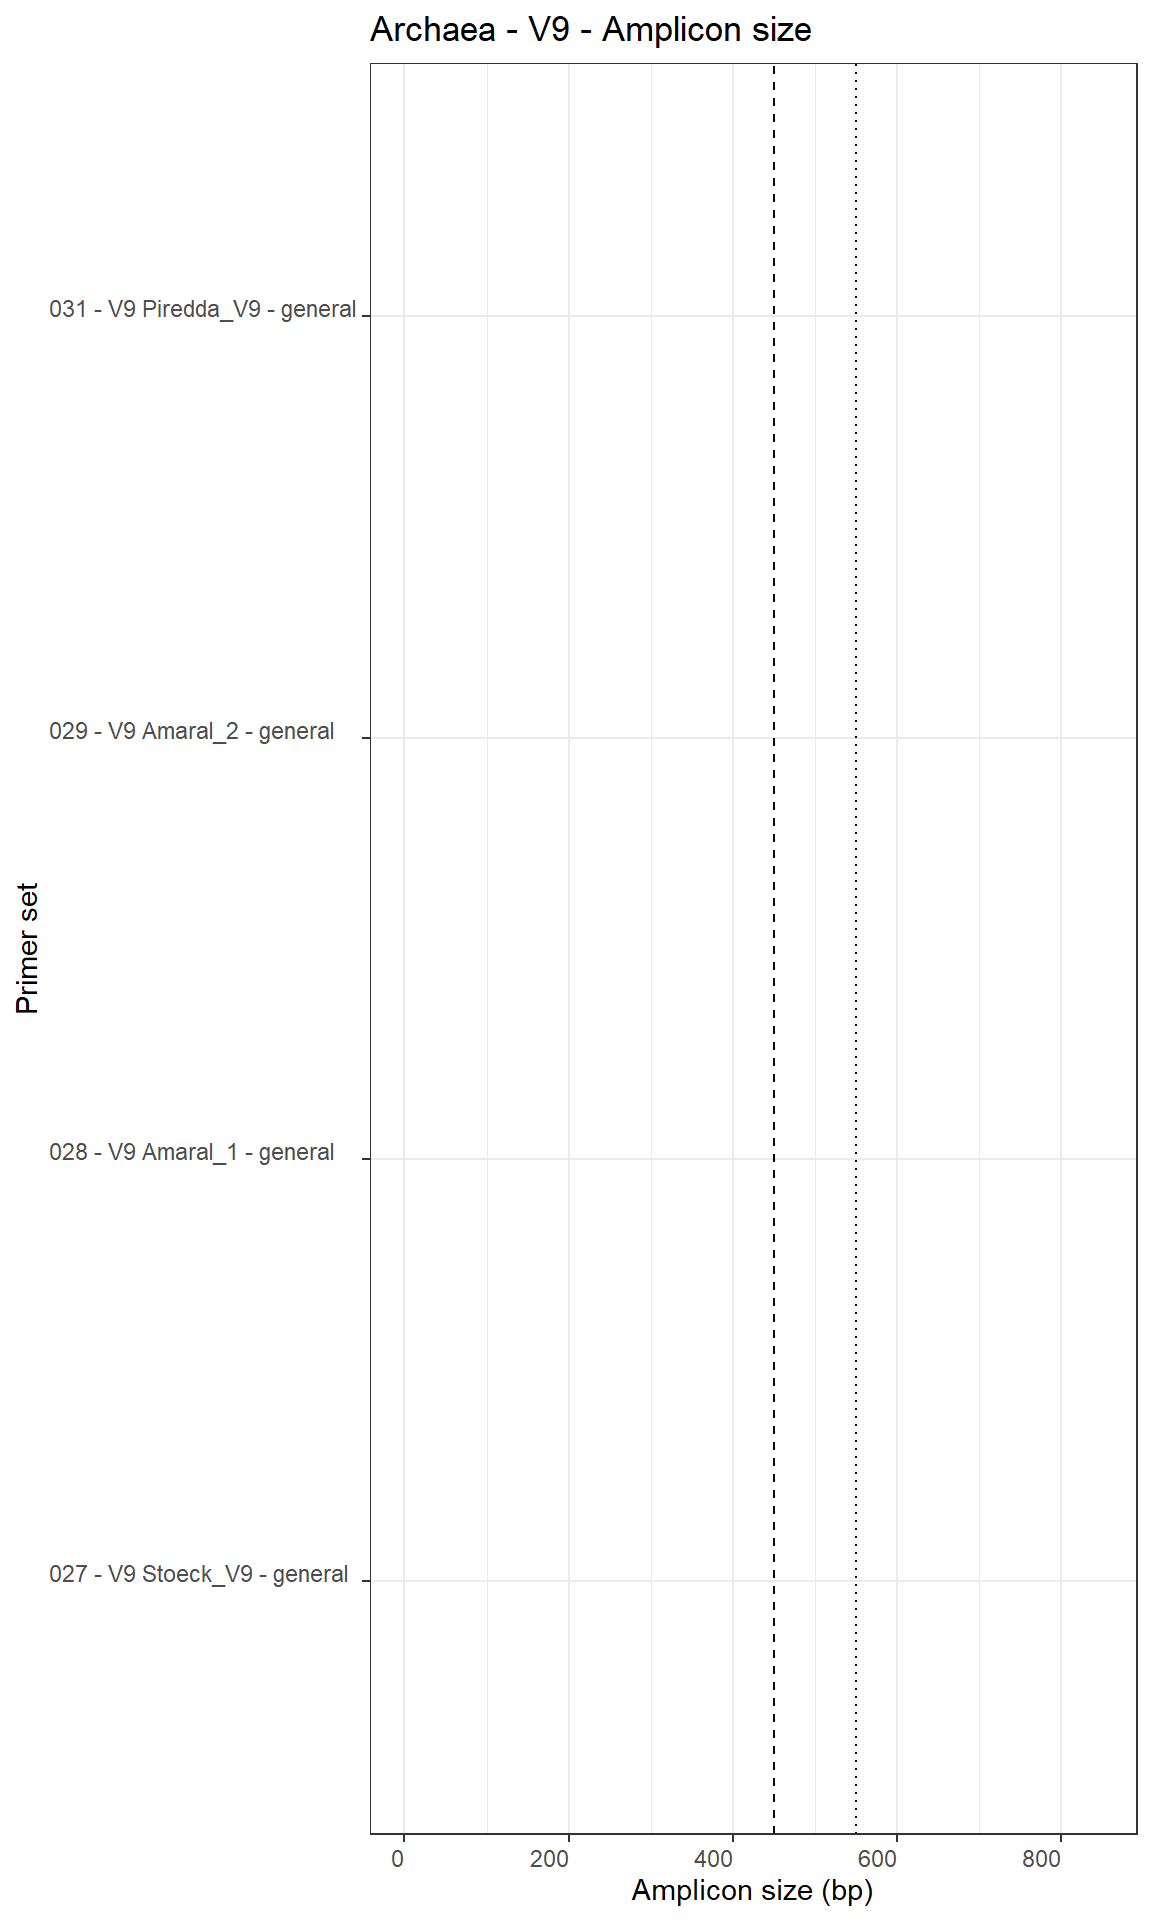 Archaea - V9 - Amplicon size
031 - V9 Piredda_V9 - general
029 - V9 Amaral_2 - general
Primer set
028 - V9 Amaral_1 - general
027 - V9 Stoeck_V9 - general
0 200 400 600 800
Amplicon size (bp)